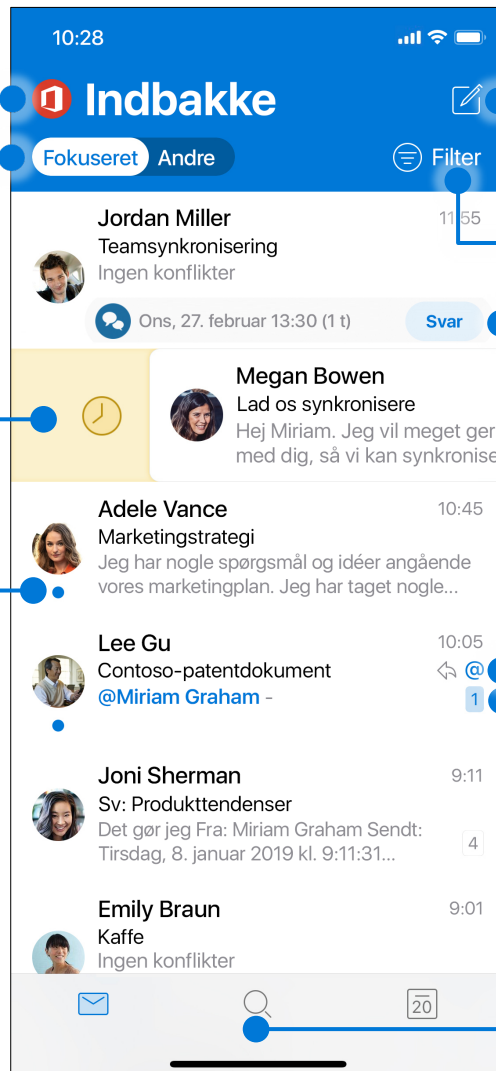 10:28
Indbakke
Fokuseret Andre
Filter
Jordan Miller 11:55
Teamsynkronisering
Ingen konflikter
Ons, 27. februar 13:30 (1 t) Svar
Megan Bowen
Lad os synkronisere
Hej Miriam. Jeg vil meget ger
med dig, så vi kan synkronise
Adele Vance 10:45
Marketingstrategi
Jeg har nogle spørgsmål og idéer angående
vores marketingplan. Jeg har taget nogle...
Lee Gu 10:05
Contoso-patentdokument @
@Miriam Graham - 1
Joni Sherman 9:11
Sv: Produkttendenser
Det gør jeg Fra: Miriam Graham Sendt:
Tirsdag, 8. januar 2019 kl. 9:11:31... 4
Emily Braun 9:01
Kaffe
Ingen konflikter
20